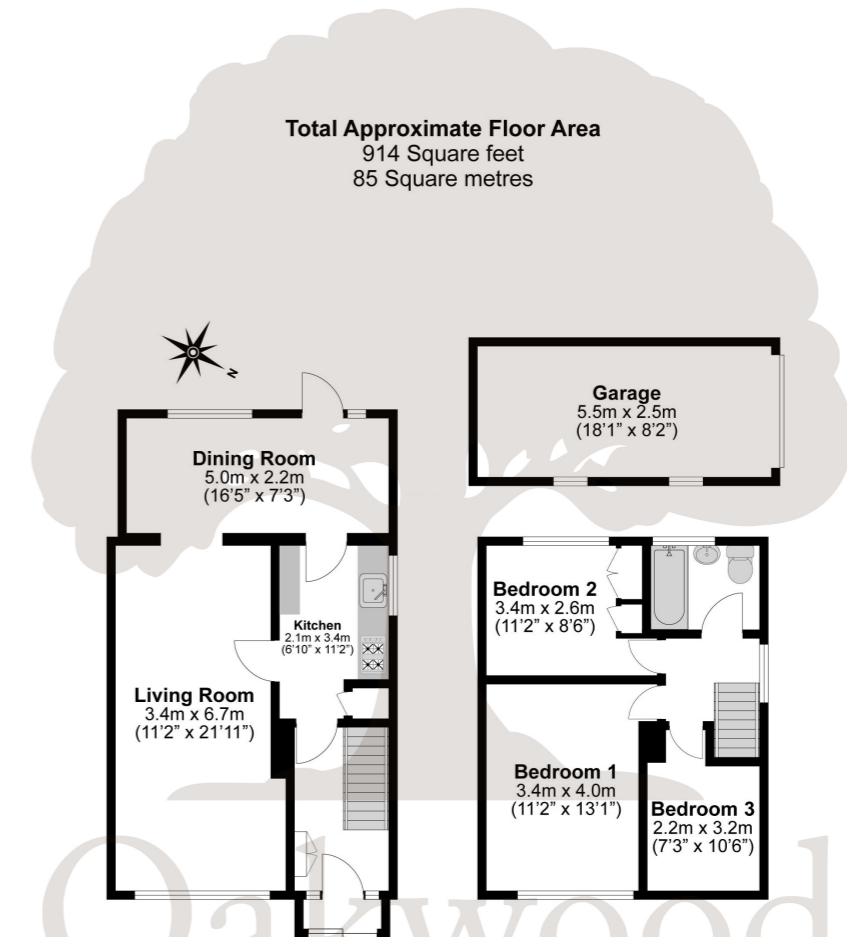 Total Approximate Floor Area
914 Square feet
85 Square metres
N
Garage
5.5m x 2.5m
(18’1” x 8’2”)
Dining Room
5.0m x 2.2m
(16’5” x 7’3”)
Bedroom 2
3.4m x 2.6m
(11’2” x 8’6”)
Kitchen
2.1m x 3.4m
(6’10” x 11’2”)
Living Room
3.4m x 6.7m
(11’2” x 21’11”)
Bedroom 1
3.4m x 4.0m
(11’2” x 13’1”)
Bedroom 3
2.2m x 3.2m
(7’3” x 10’6”)
Oakwood